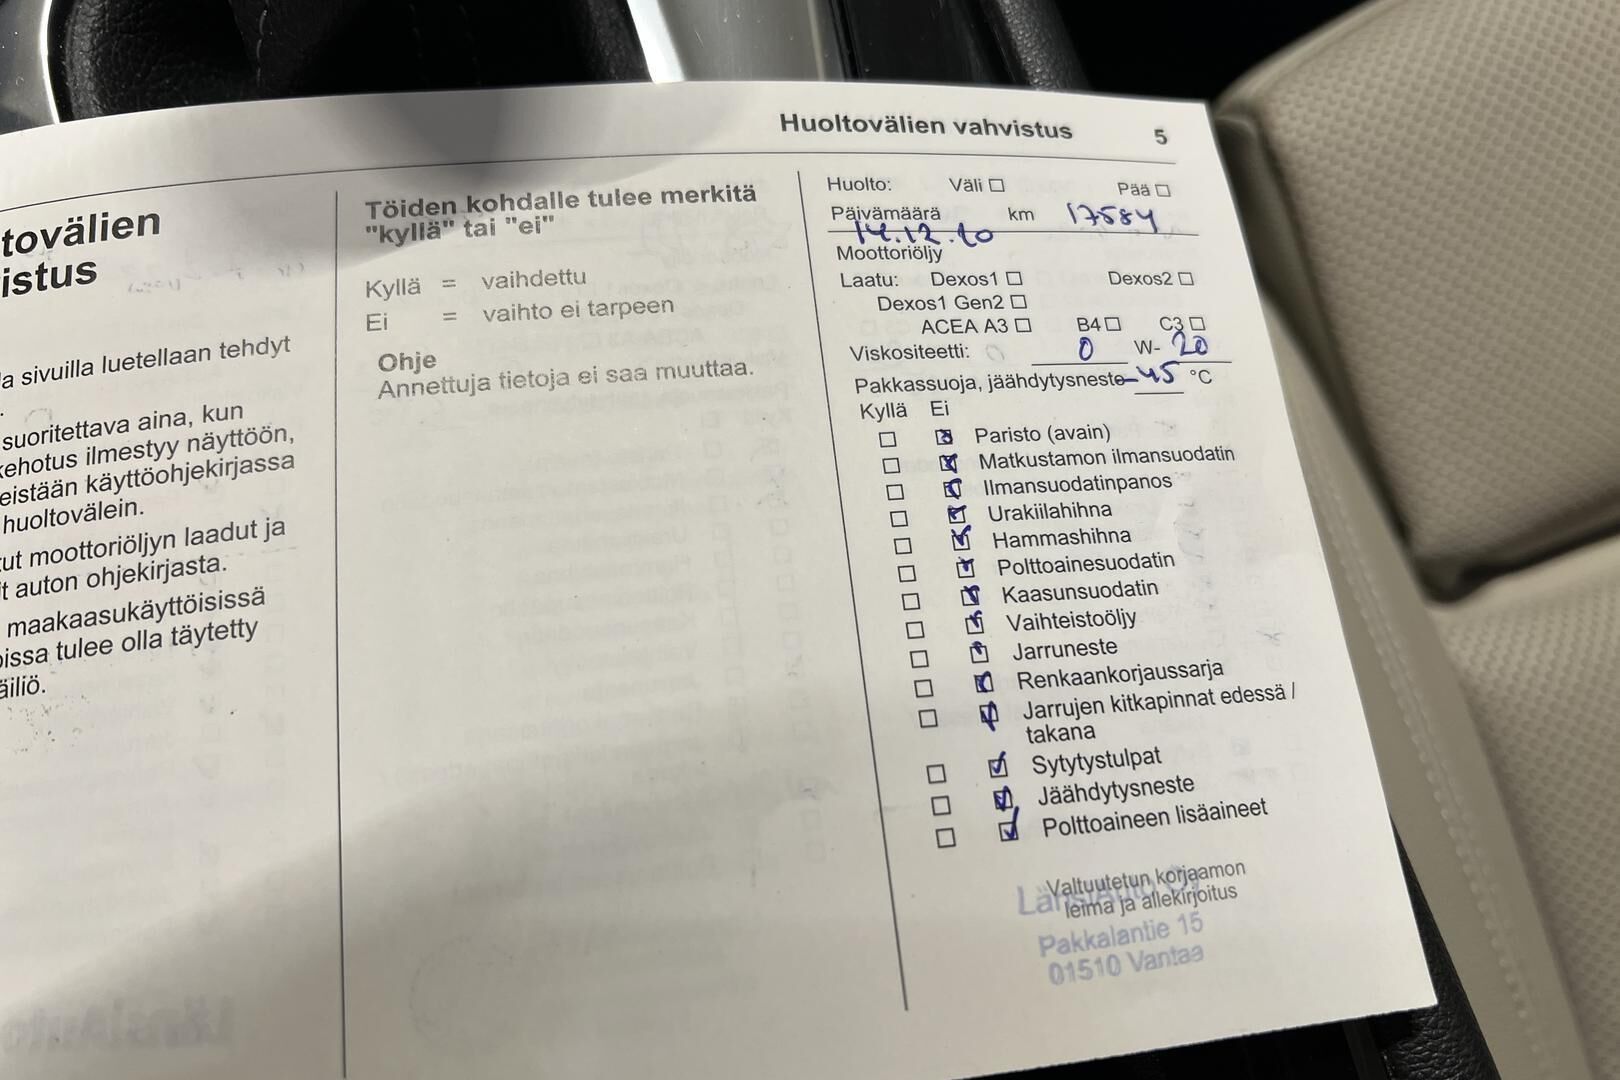 Huoltovälien vahvistus 5
tovälien
istus
a sivuilla luetellaan tehdyt
.
suoritettava aina, kun
kehotus ilmestyy näyttöön,
eistään käyttöohjekirjassa
huoltovälein.
tut moottoriöljyn laadut ja
t auton ohjekirjasta.
maakaasukäyttöisissä
oissa tulee olla täytetty
äiliö.
Töiden kohdalle tulee merkitä
"kyllä" tai "ei"
Kyllä = vaihdettu
Ei = vaihto ei tarpeen
Ohje
Annettuja tietoja ei saa muuttaa.
Huolto: Väli ☐ Pää ☐
Päivämäärä km 17584
14.12.20
Moottoriöljy
Laatu: Dexos1 ☐ Dexos2 ☐
Dexos1 Gen2 ☐
ACEA A3 ☐ B4 ☐ C3 ☐
Viskositeetti: 0 W- 20
Pakkassuoja, jäähdytysneste -45 °C
Kyllä Ei
☐ ☑ Paristo (avain)
☐ ☑ Matkustamon ilmansuodatin
☐ ☑ Ilmansuodatinpanos
☐ ☑ Urakiilahihna
☐ ☑ Hammashihna
☐ ☑ Polttoainesuodatin
☐ ☑ Kaasunsuodatin
☐ ☑ Vaihteistoöljy
☐ ☑ Jarruneste
☐ ☑ Renkaankorjaussarja
☐ ☑ Jarrujen kitkapinnat edessä /
takana
☐ ☑ Sytytystulpat
☐ ☑ Jäähdytysneste
☐ ☑ Polttoaineen lisäaineet
Valtuutetun korjaamon
LänsiAuto Oy
leima ja allekirjoitus
Pakkalantie 15
01510 Vantaa